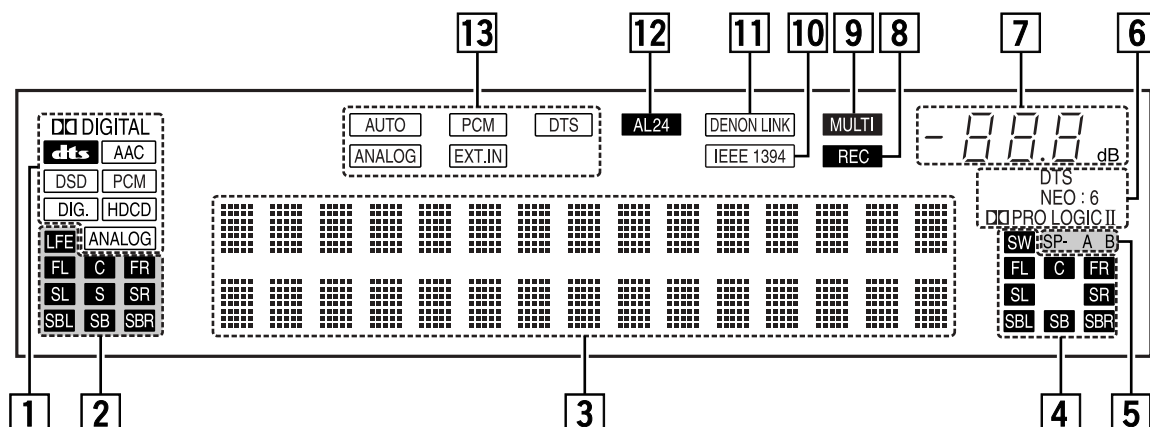 13 12 11 10 9 8 7 6
DIGITAL
dts AAC
DSD PCM
DIG. HDCD
ANALOG
LFE
FL C FR
SL S SR
SBL SB SBR
AUTO PCM DTS
ANALOG EXT.IN
AL24
DENON LINK
IEEE 1394
MULTI
REC
-88.8 dB
DTS
NEO : 6
PRO LOGIC II
SW SP- A B
FL C FR
SL SR
SBL SB SBR
1 2 3 4 5